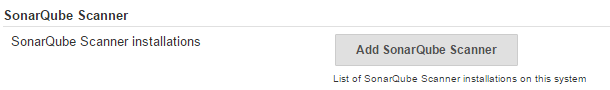 SonarQube Scanner
SonarQube Scanner installations
Add SonarQube Scanner
List of SonarQube Scanner installations on this system